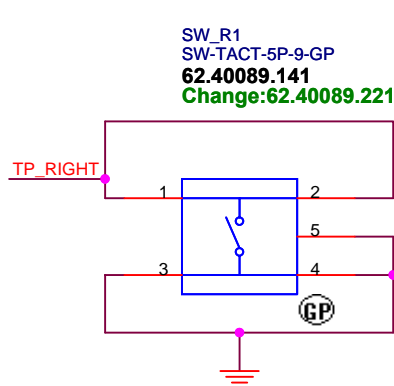 SW_R1
SW-TACT-5P-9-GP
62.40089.141
Change:62.40089.221
TP_RIGHT
1
2
5
3
4
GP